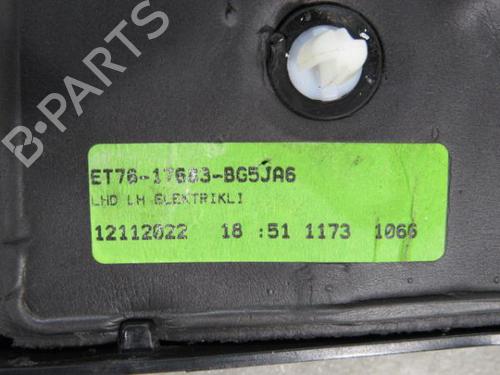 B-PARTS
ET76-17683-BG5JA6
LHD LH ELEKTRIKLI
12112022 18 :51 1173 1066